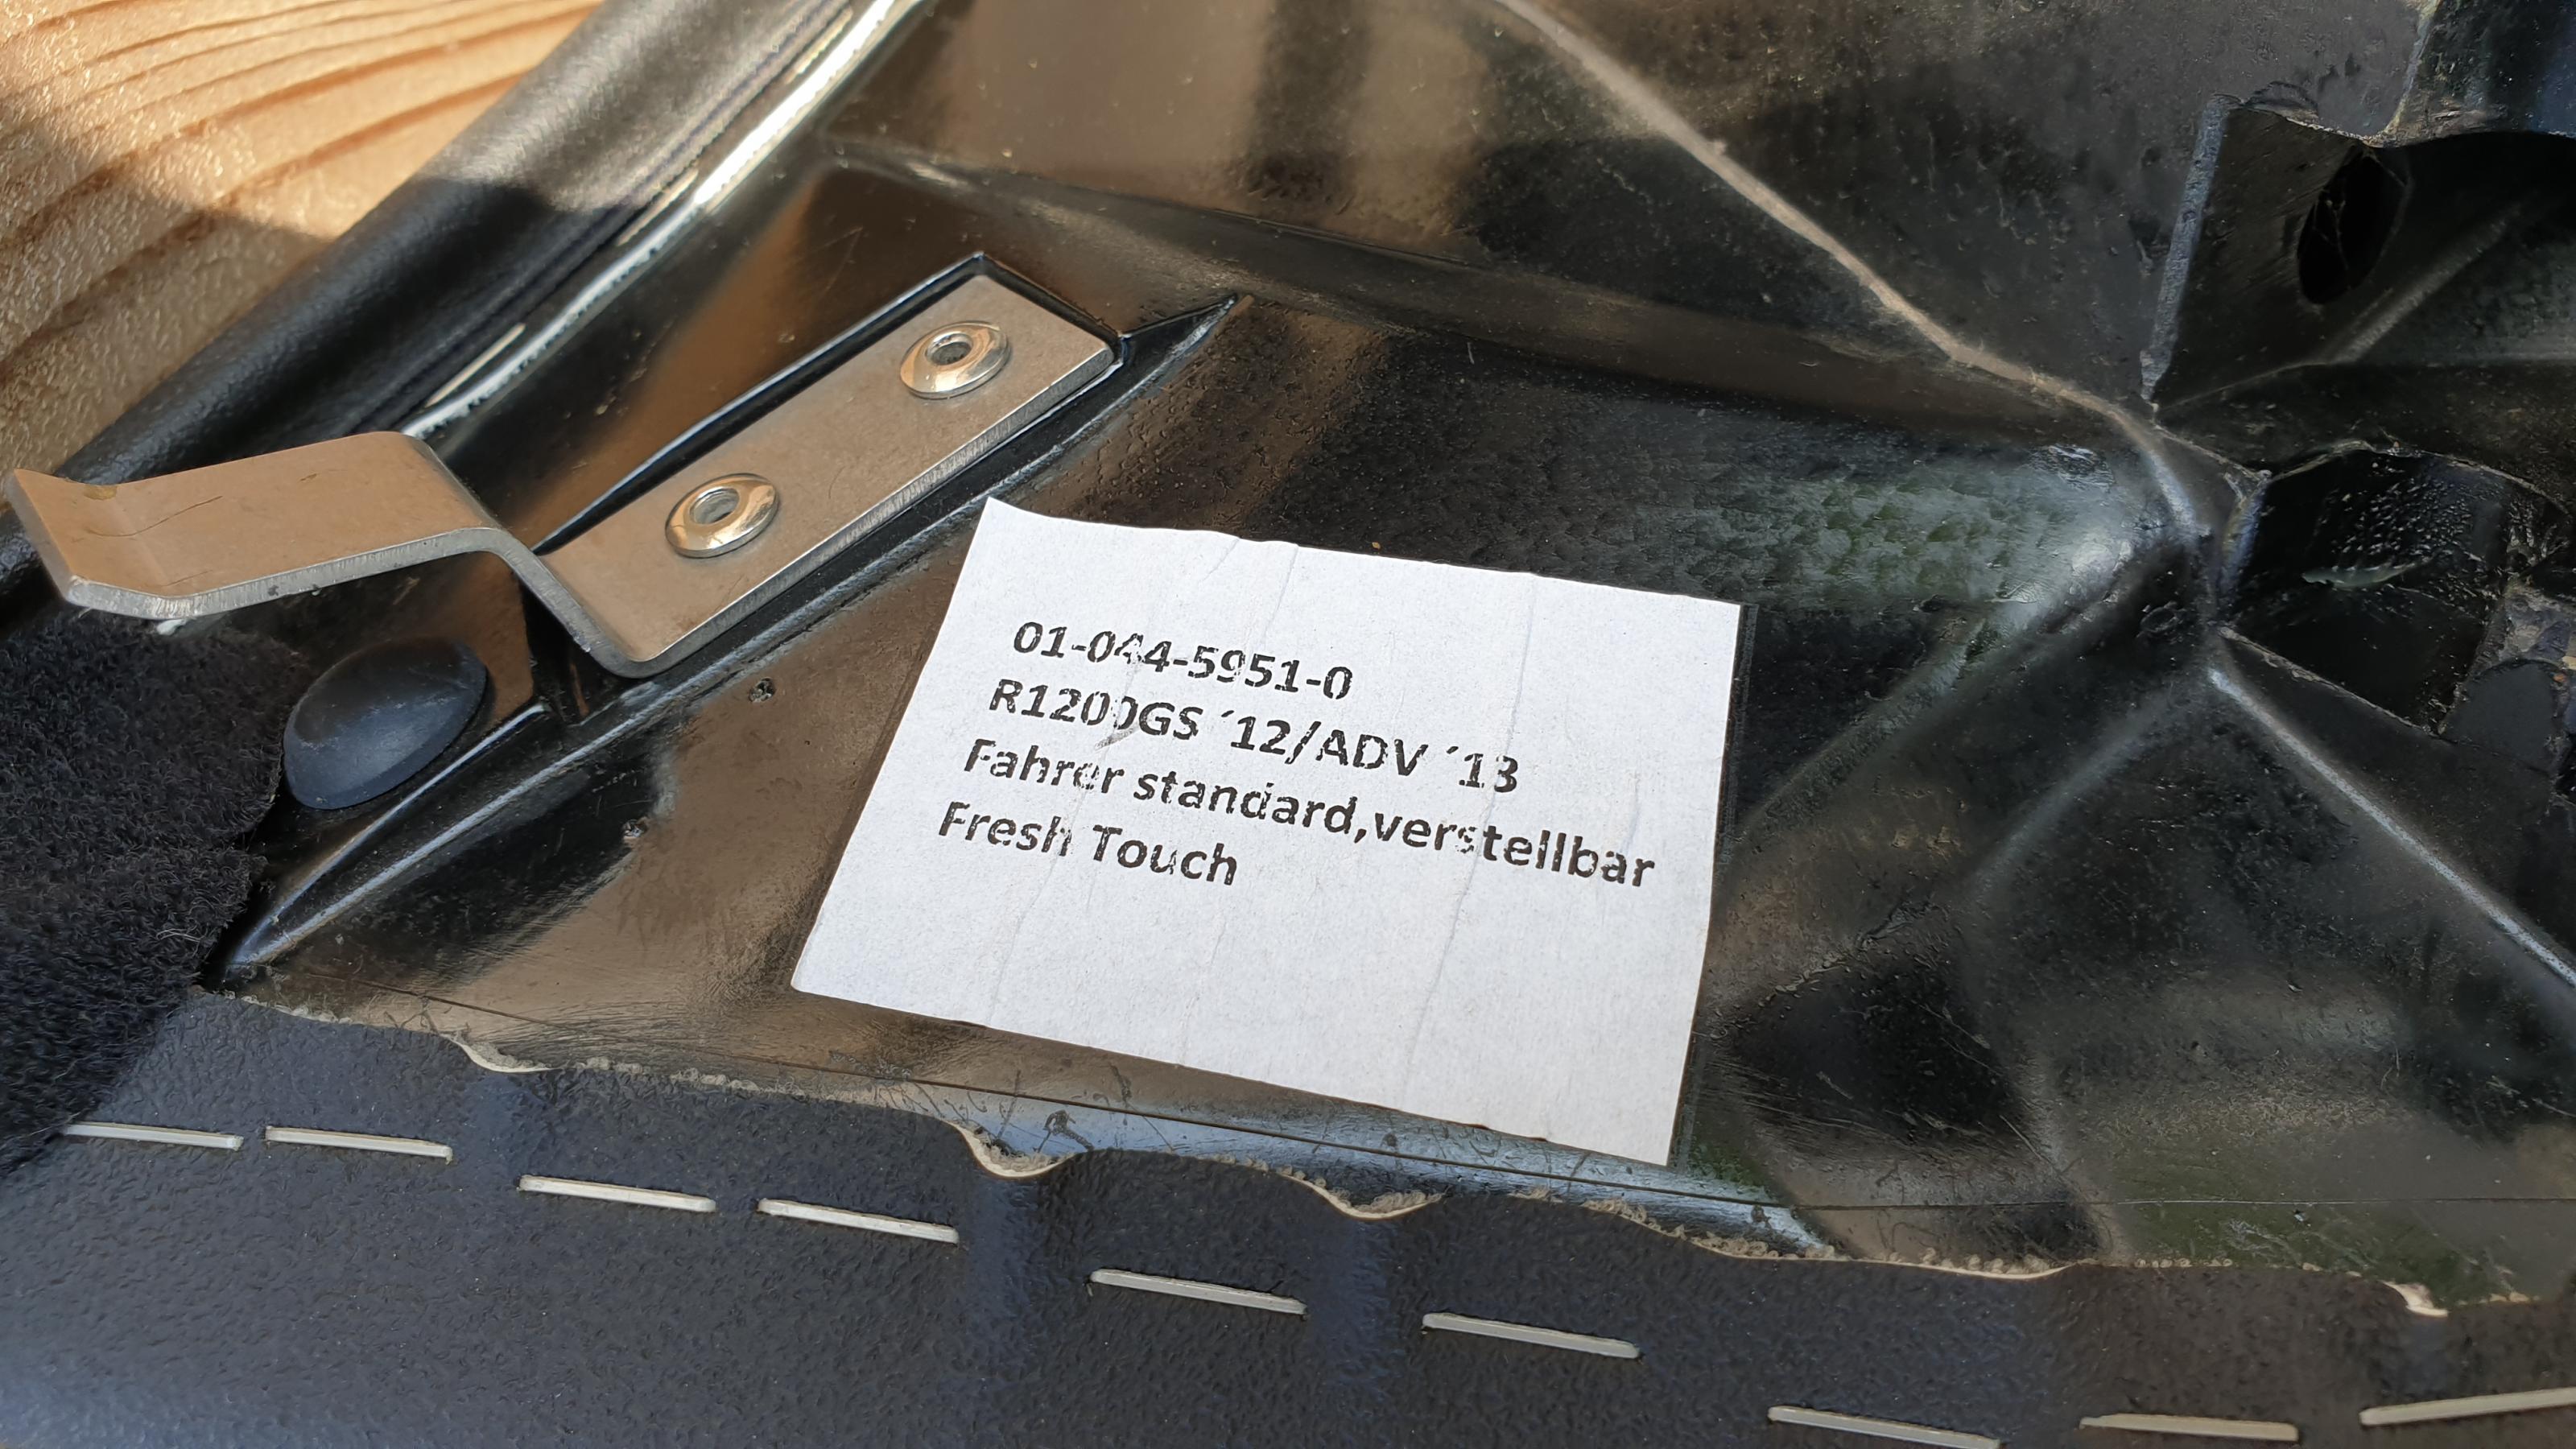 01-044-5951-0
R1200GS ´12/ADV ´13
Fahrer standard,verstellbar
Fresh Touch